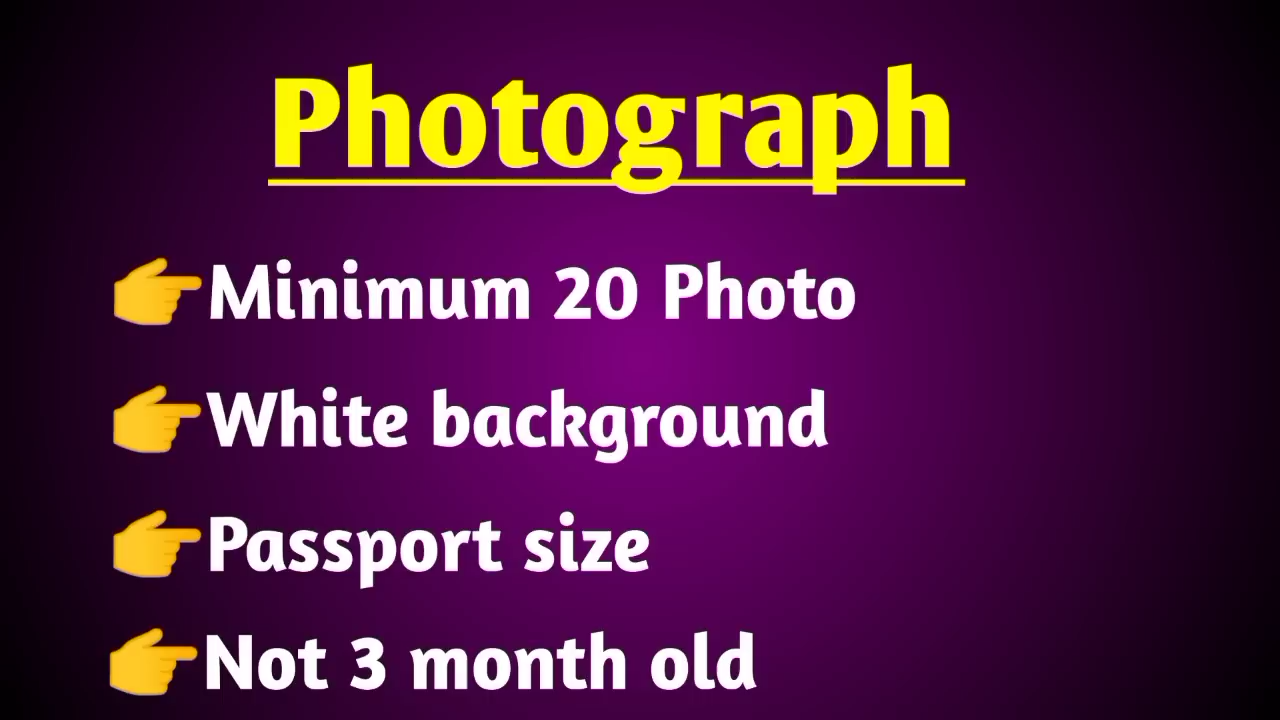 Photograph
👉Minimum 20 Photo
👉White background
👉Passport size
👉Not 3 month old